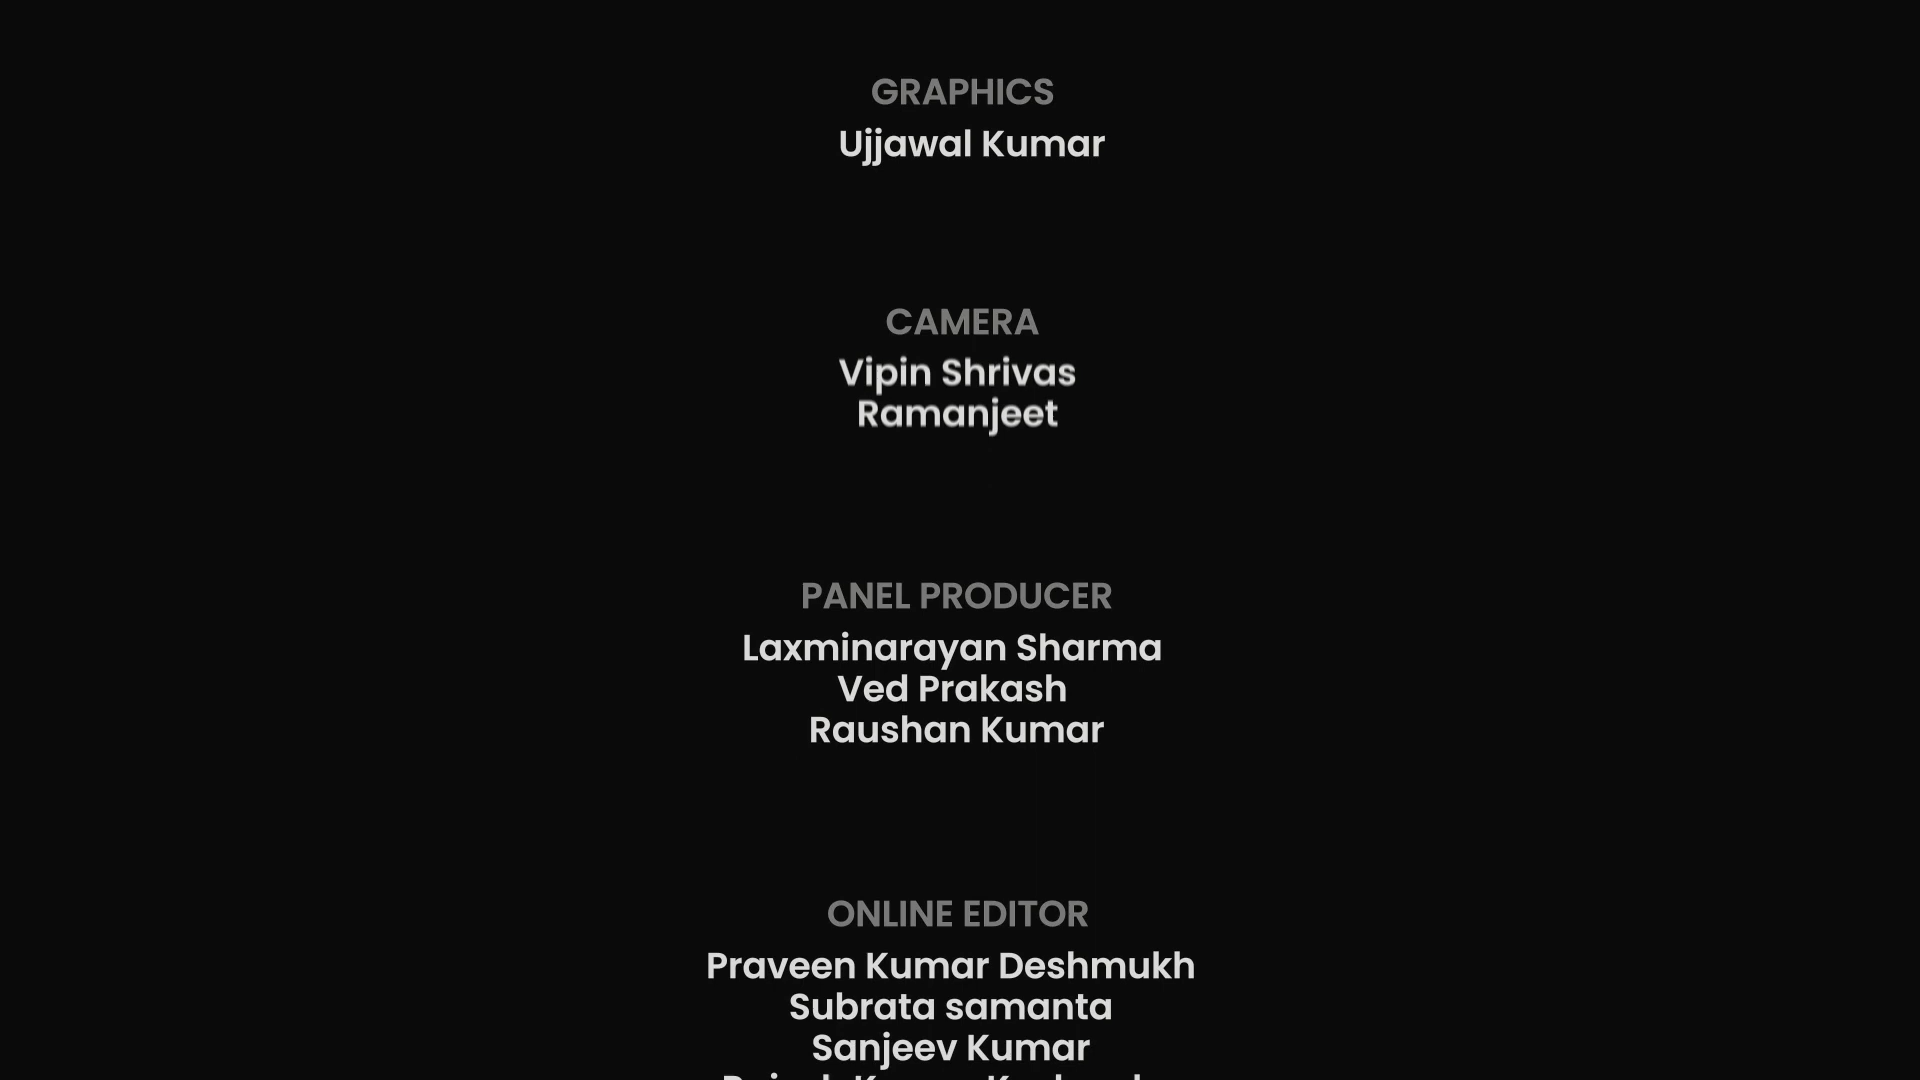 GRAPHICS
Ujjawal Kumar
CAMERA
Vipin Shrivas
Ramanjeet
PANEL PRODUCER
Laxminarayan Sharma
Ved Prakash
Raushan Kumar
ONLINE EDITOR
Praveen Kumar Deshmukh
Subrata samanta
Sanjeev Kumar